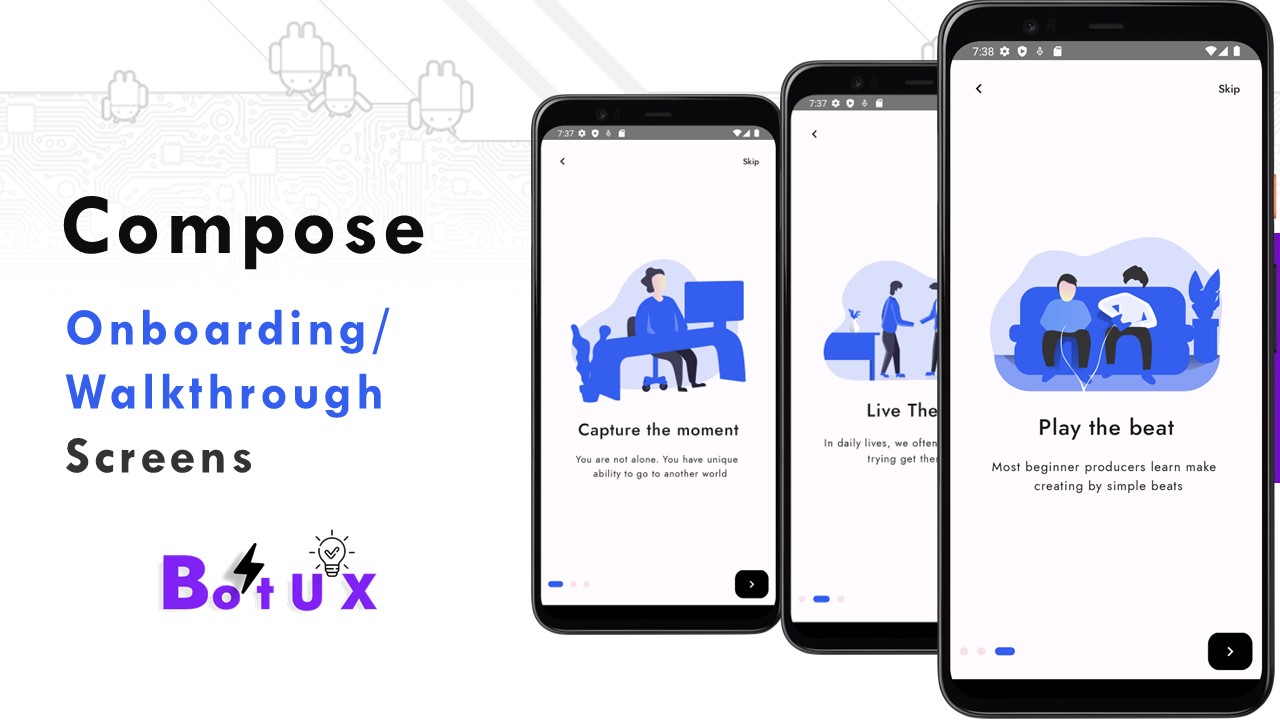 Compose
Onboarding/
Walkthrough
Screens
Botux
7:37
Skip
Capture the moment
You are not alone. You have unique
ability to go to another world
7:37
Live The
In daily lives, we often
trying get the
7:38
Skip
Play the beat
Most beginner producers learn make
creating by simple beats